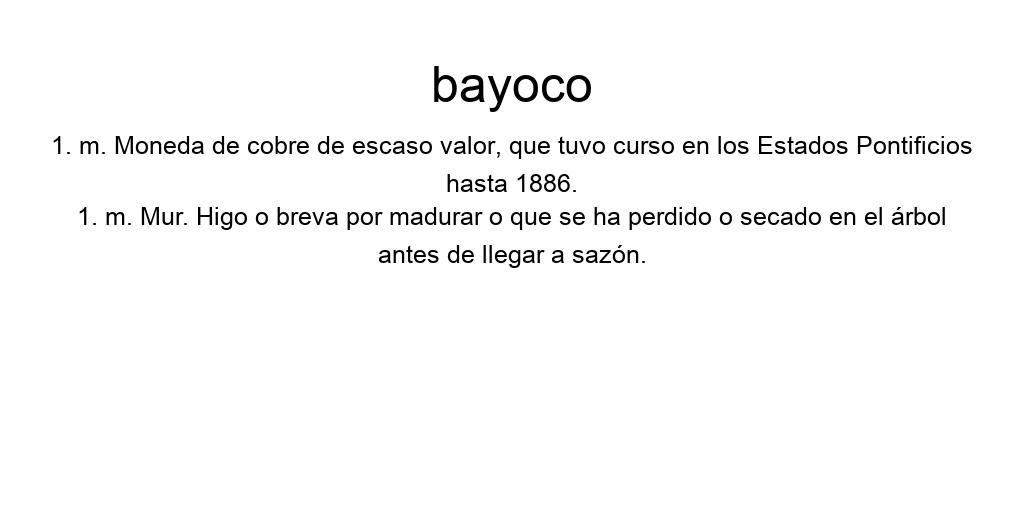 bayoco
1. m. Moneda de cobre de escaso valor, que tuvo curso en los Estados Pontificios
hasta 1886.
1. m. Mur. Higo o breva por madurar o que se ha perdido o secado en el árbol
antes de llegar a sazón.